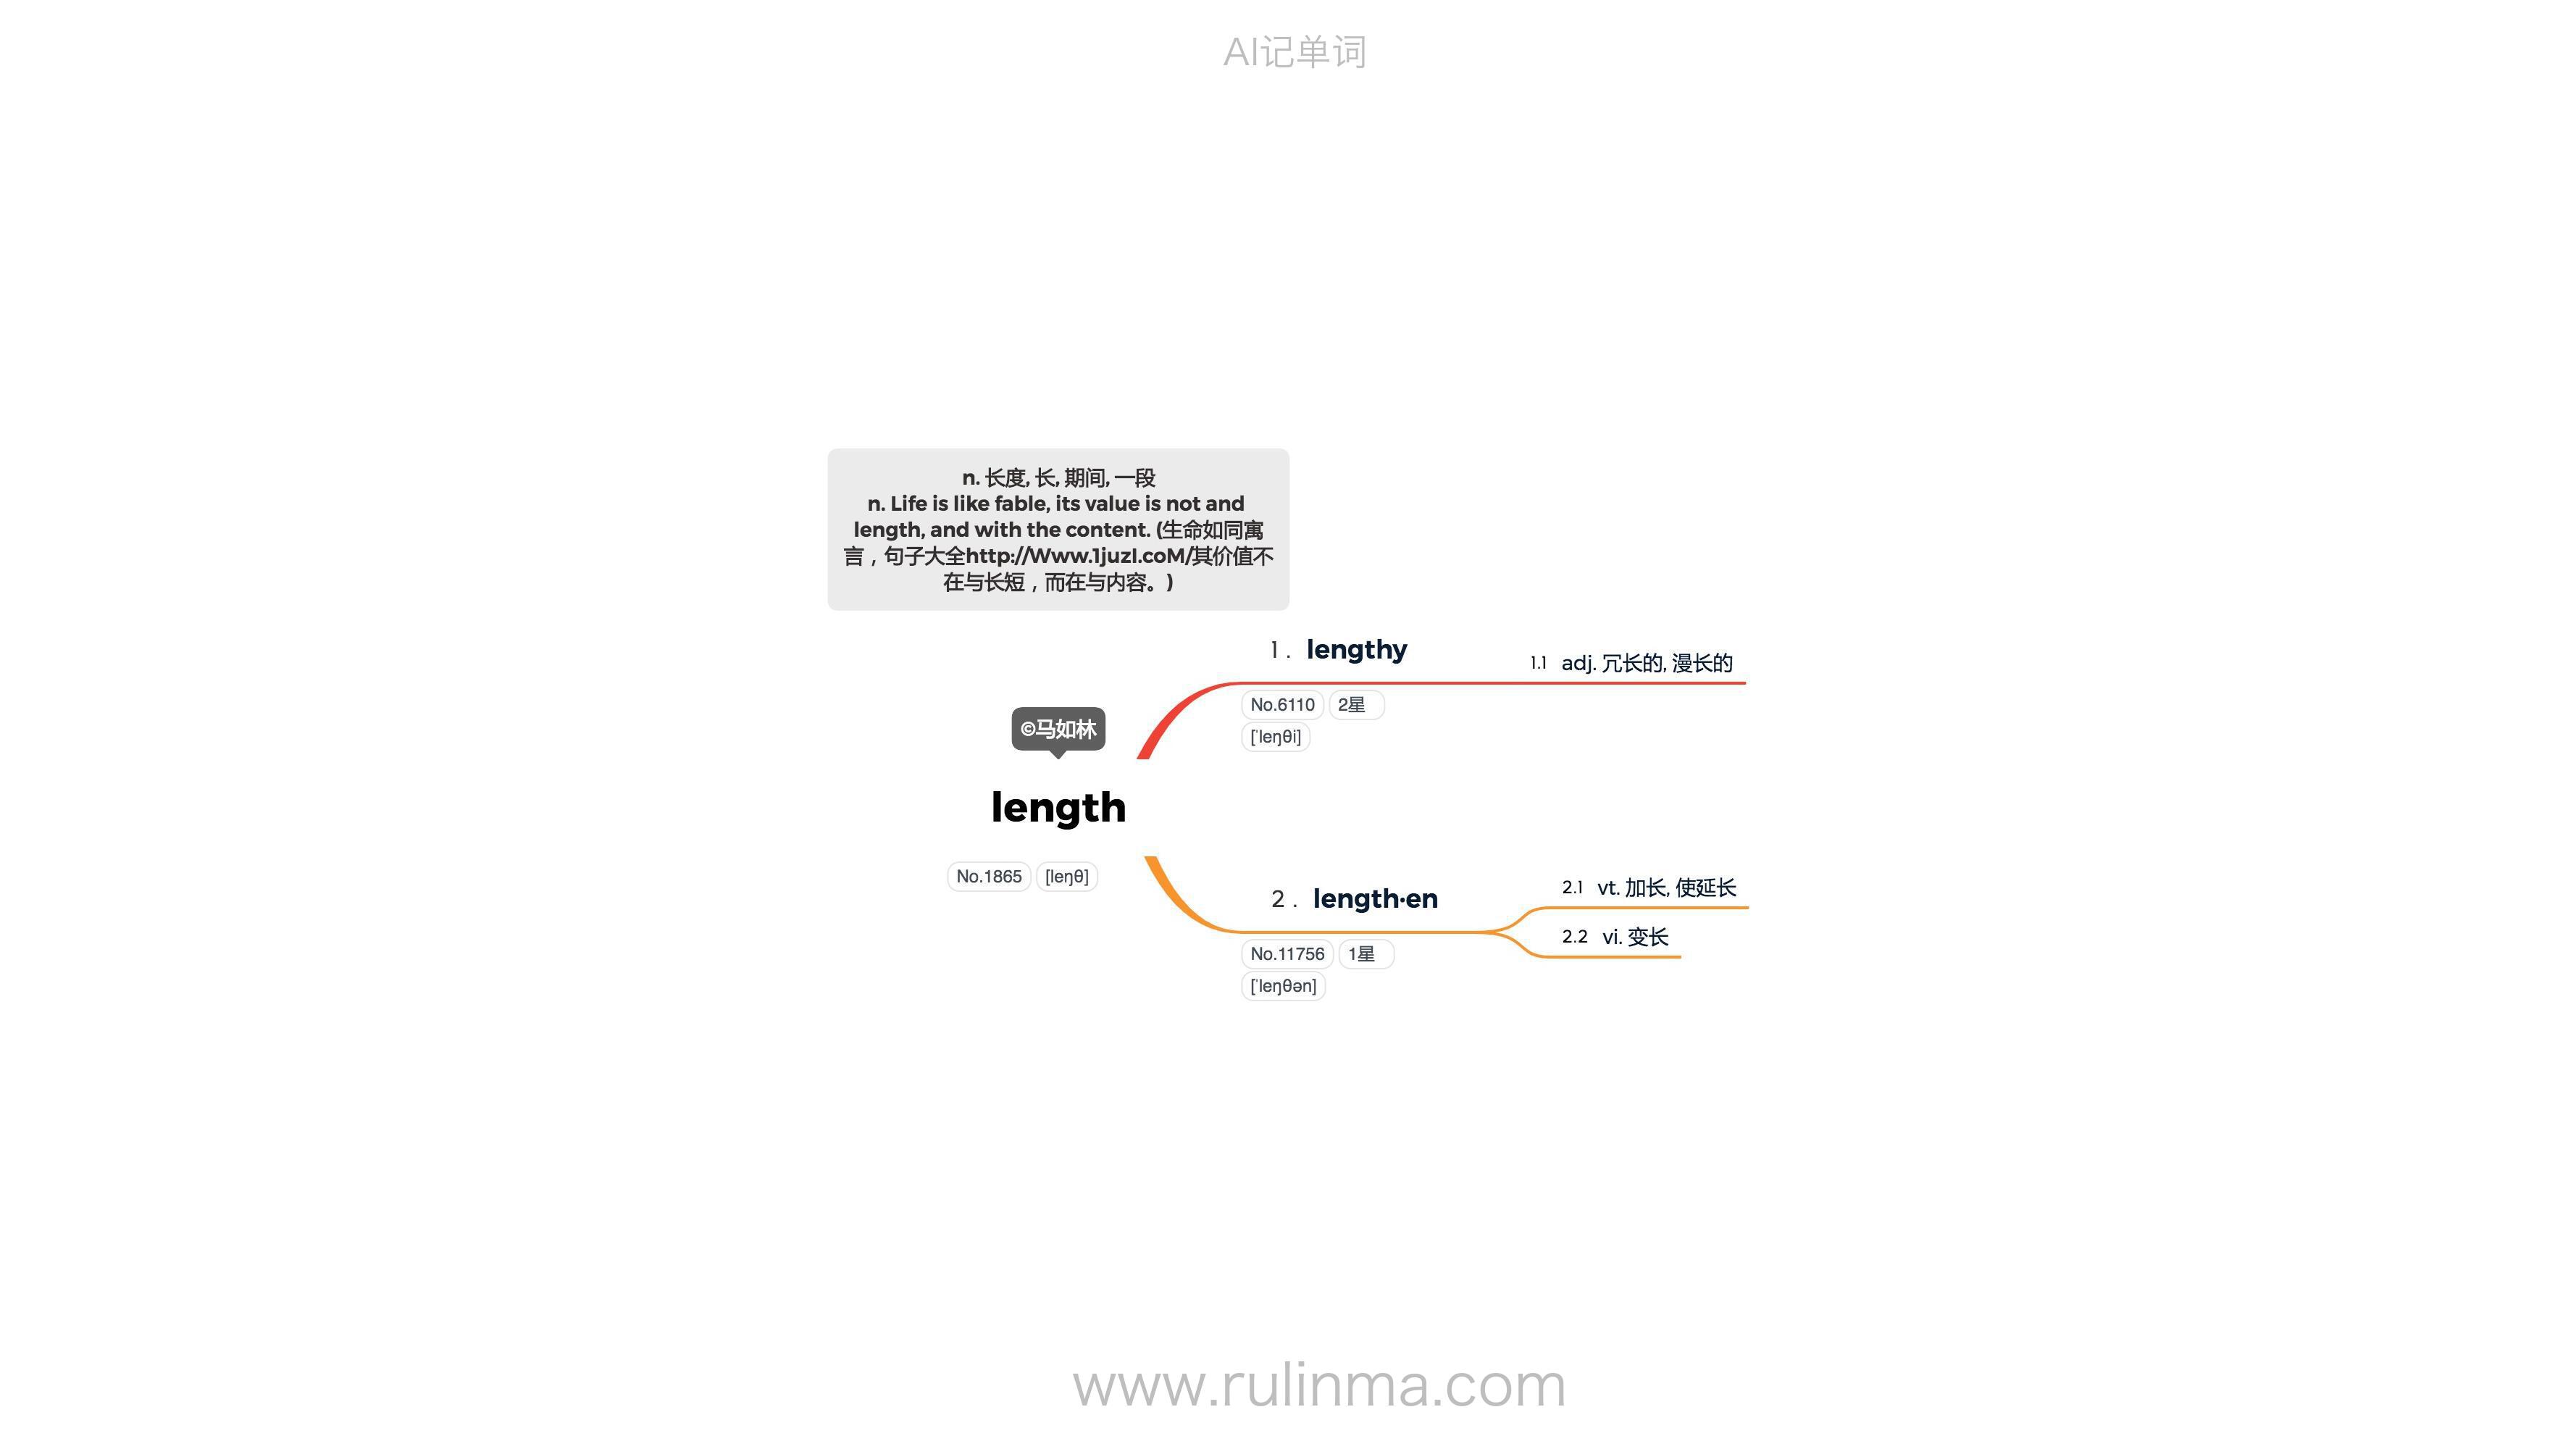 AI记单词
n. 长度, 长, 期间, 一段
n. Life is like fable, its value is not and
length, and with the content. (生命如同寓
言，句子大全http://Www.1juzI.coM/其价值不
在与长短，而在与内容。)
1. lengthy
1.1 adj. 冗长的, 漫长的
No.6110 2星
['leŋθi]
©马如林
length
No.1865 [leŋθ]
2. length·en
2.1 vt. 加长, 使延长
2.2 vi. 变长
No.11756 1星
['leŋθən]
www.rulinma.com